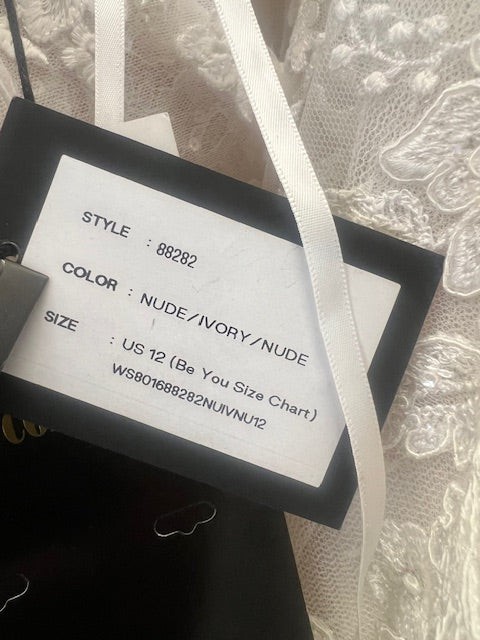 STYLE : 88282
COLOR : NUDE/IVORY/NUDE
SIZE : US 12 (Be You Size Chart)
WS801688282NUIVNU12